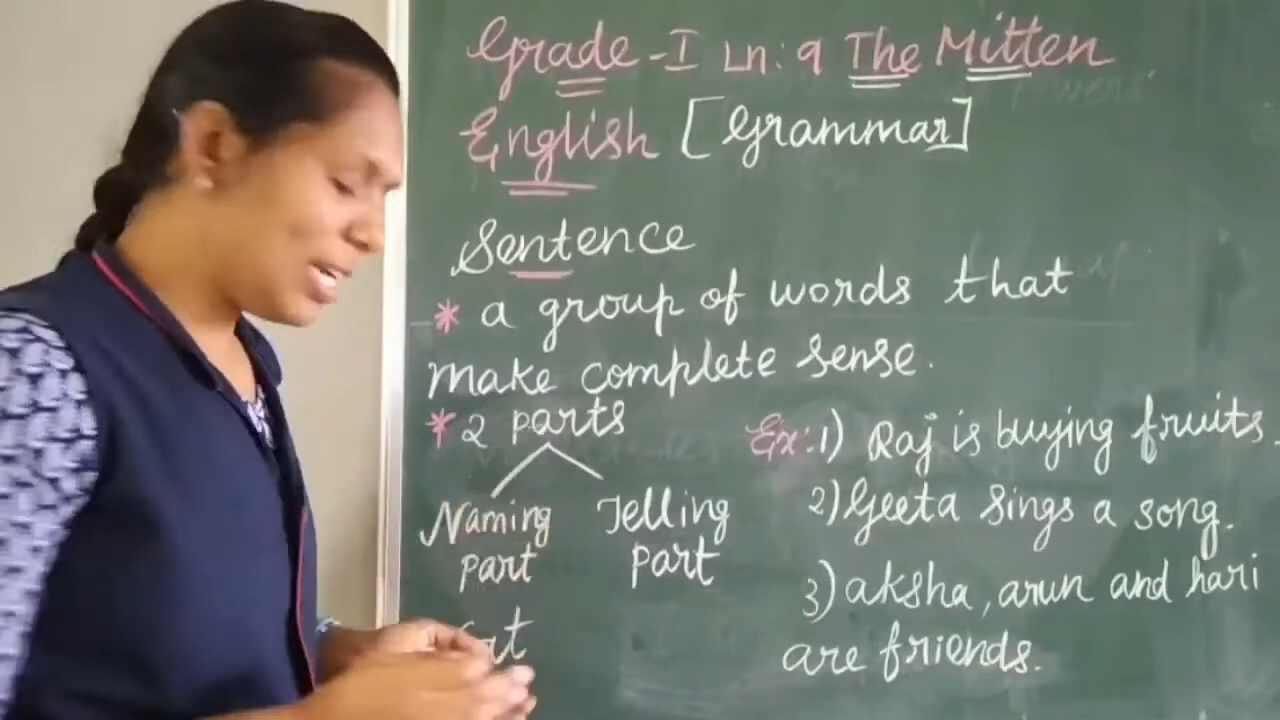 Grade -I Ln: 9 The Mitten
English [Grammar]
Sentence
* a group of words that
make complete sense.
* 2 parts
Naming part
Telling part
Ex: 1) Raj is buying fruits.
2) Geeta sings a song.
3) aksha, arun and hari
are friends.